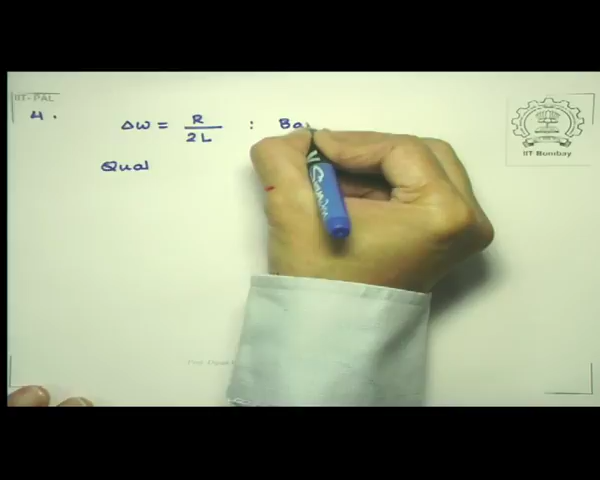 IIT-PAL
4.
Δω = R / 2L : Ba
Qual
IIT Bombay